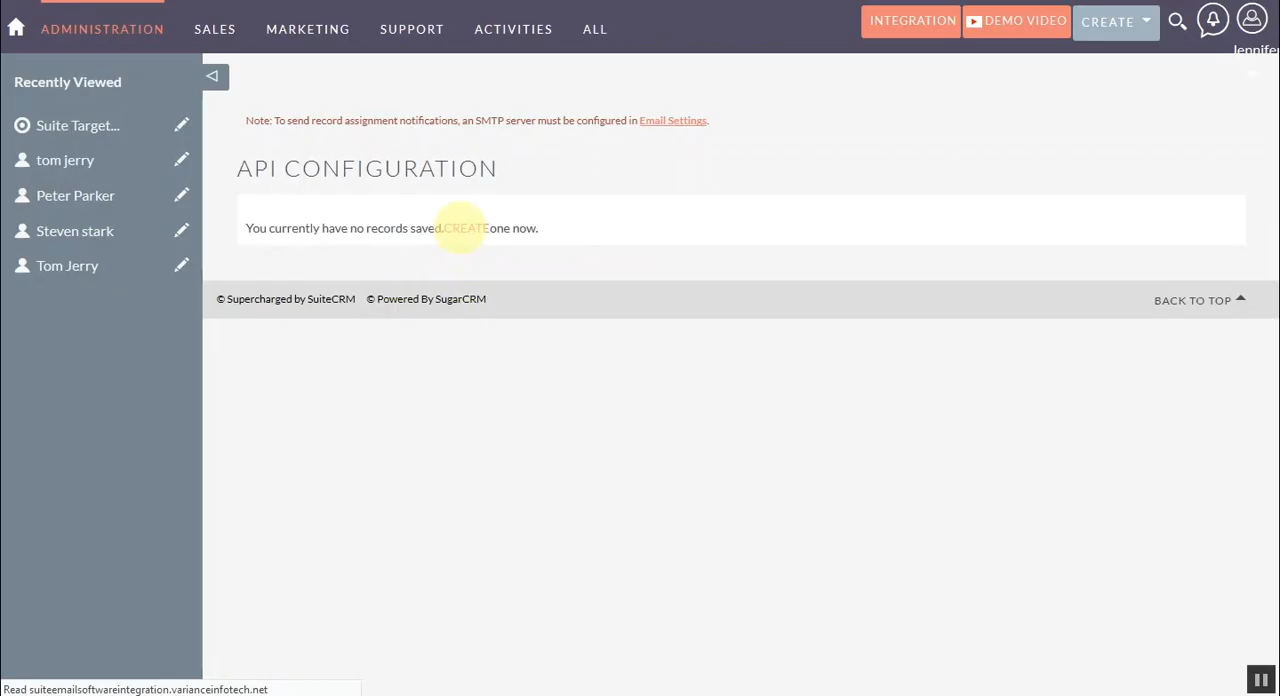 ADMINISTRATION SALES MARKETING SUPPORT ACTIVITIES ALL INTEGRATION DEMO VIDEO CREATE
Jennifer
Recently Viewed
Suite Target...
tom jerry
Peter Parker
Steven stark
Tom Jerry
Note: To send record assignment notifications, an SMTP server must be configured in Email Settings.
API CONFIGURATION
You currently have no records saved.CREATEone now.
© Supercharged by SuiteCRM © Powered By SugarCRM
BACK TO TOP
Read suiteemailsoftwareintegration.varianceinfotech.net